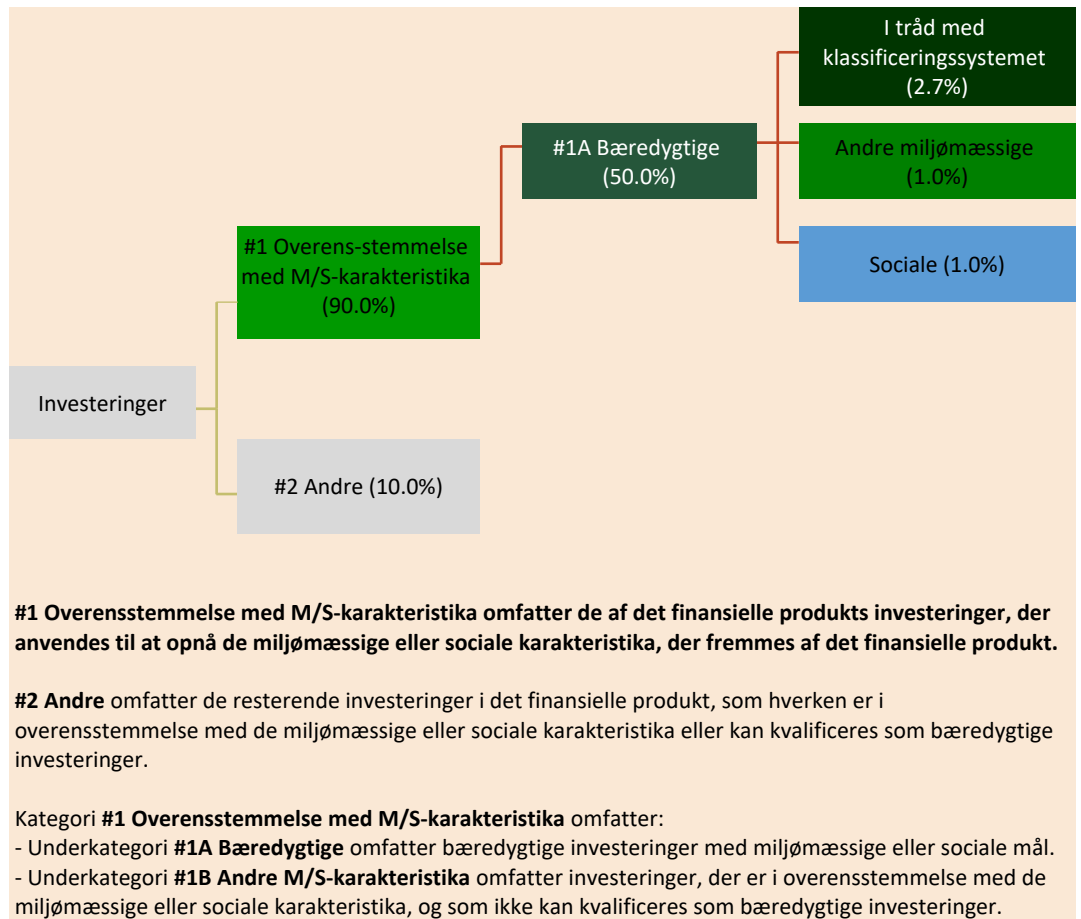 I tråd med
klassificeringssystemet
(2.7%)
#1A Bæredygtige
(50.0%)
Andre miljømæssige
(1.0%)
Sociale (1.0%)
#1 Overens-stemmelse
med M/S-karakteristika
(90.0%)
Investeringer
#2 Andre (10.0%)
#1 Overensstemmelse med M/S-karakteristika omfatter de af det finansielle produkts investeringer, der
anvendes til at opnå de miljømæssige eller sociale karakteristika, der fremmes af det finansielle produkt.
#2 Andre omfatter de resterende investeringer i det finansielle produkt, som hverken er i
overensstemmelse med de miljømæssige eller sociale karakteristika eller kan kvalificeres som bæredygtige
investeringer.
Kategori #1 Overensstemmelse med M/S-karakteristika omfatter:
- Underkategori #1A Bæredygtige omfatter bæredygtige investeringer med miljømæssige eller sociale mål.
- Underkategori #1B Andre M/S-karakteristika omfatter investeringer, der er i overensstemmelse med de
miljømæssige eller sociale karakteristika, og som ikke kan kvalificeres som bæredygtige investeringer.